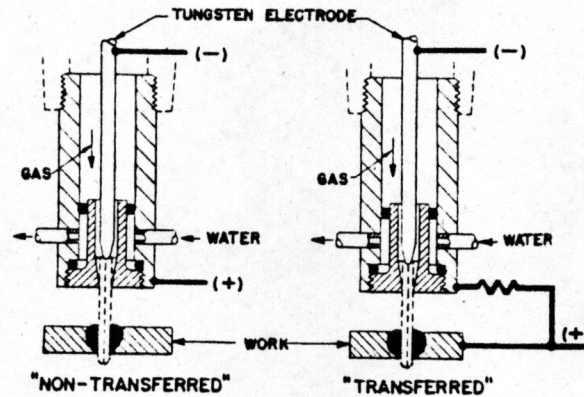 TUNGSTEN ELECTRODE
(−) (−)
GAS GAS
WATER WATER
(+)
(+
WORK
"NON-TRANSFERRED" "TRANSFERRED"